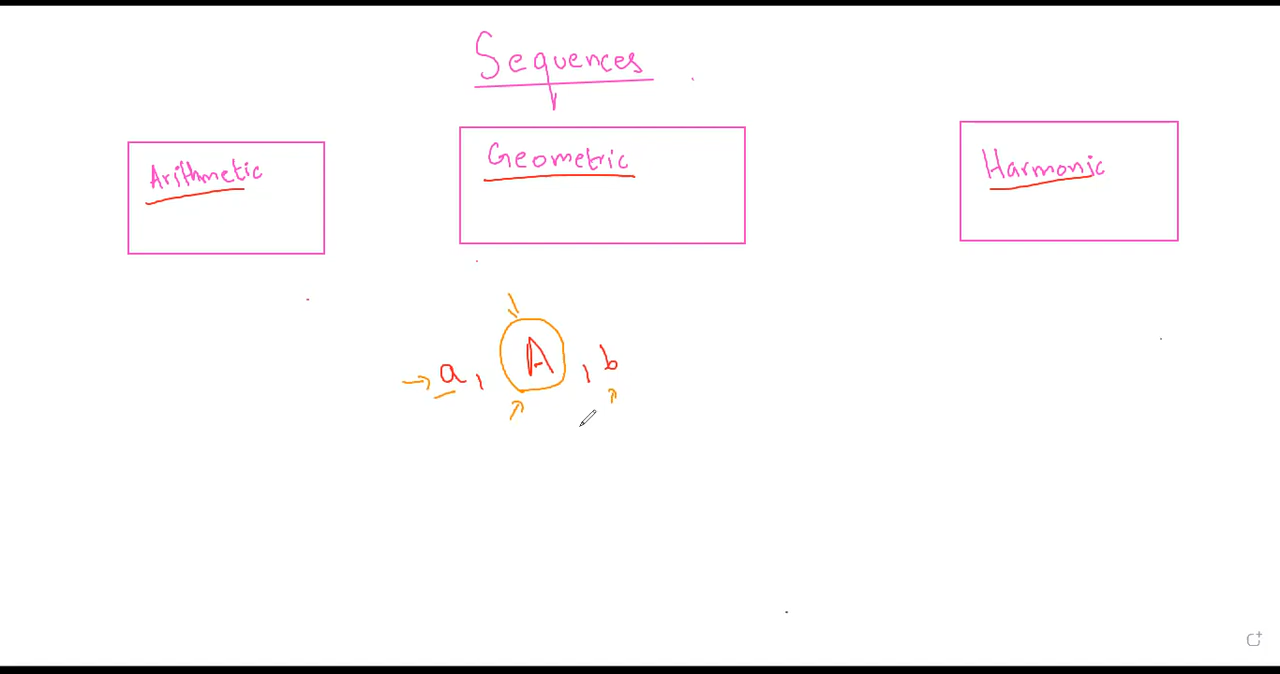 Sequences
Arithmetic
Geometric
Harmonic
a, A, b